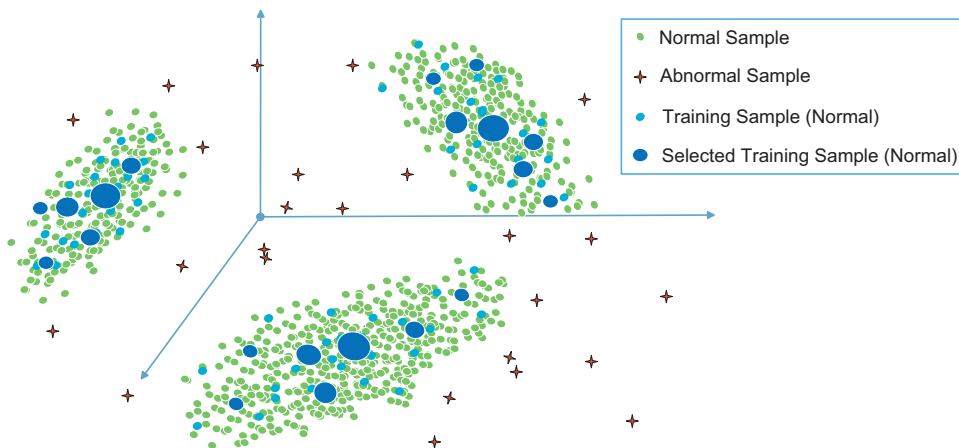 Normal Sample
Abnormal Sample
Training Sample (Normal)
Selected Training Sample (Normal)